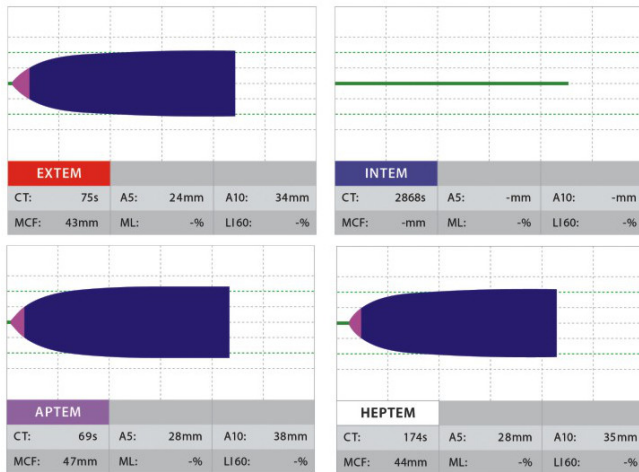 EXTEM
CT: 75s A5: 24mm A10: 34mm
MCF: 43mm ML: -% LI60: -%
INTEM
CT: 2868s A5: -mm A10: -mm
MCF: -mm ML: -% LI60: -%
APTEM
CT: 69s A5: 28mm A10: 38mm
MCF: 47mm ML: -% LI60: -%
HEPTEM
CT: 174s A5: 28mm A10: 35mm
MCF: 44mm ML: -% LI60: -%